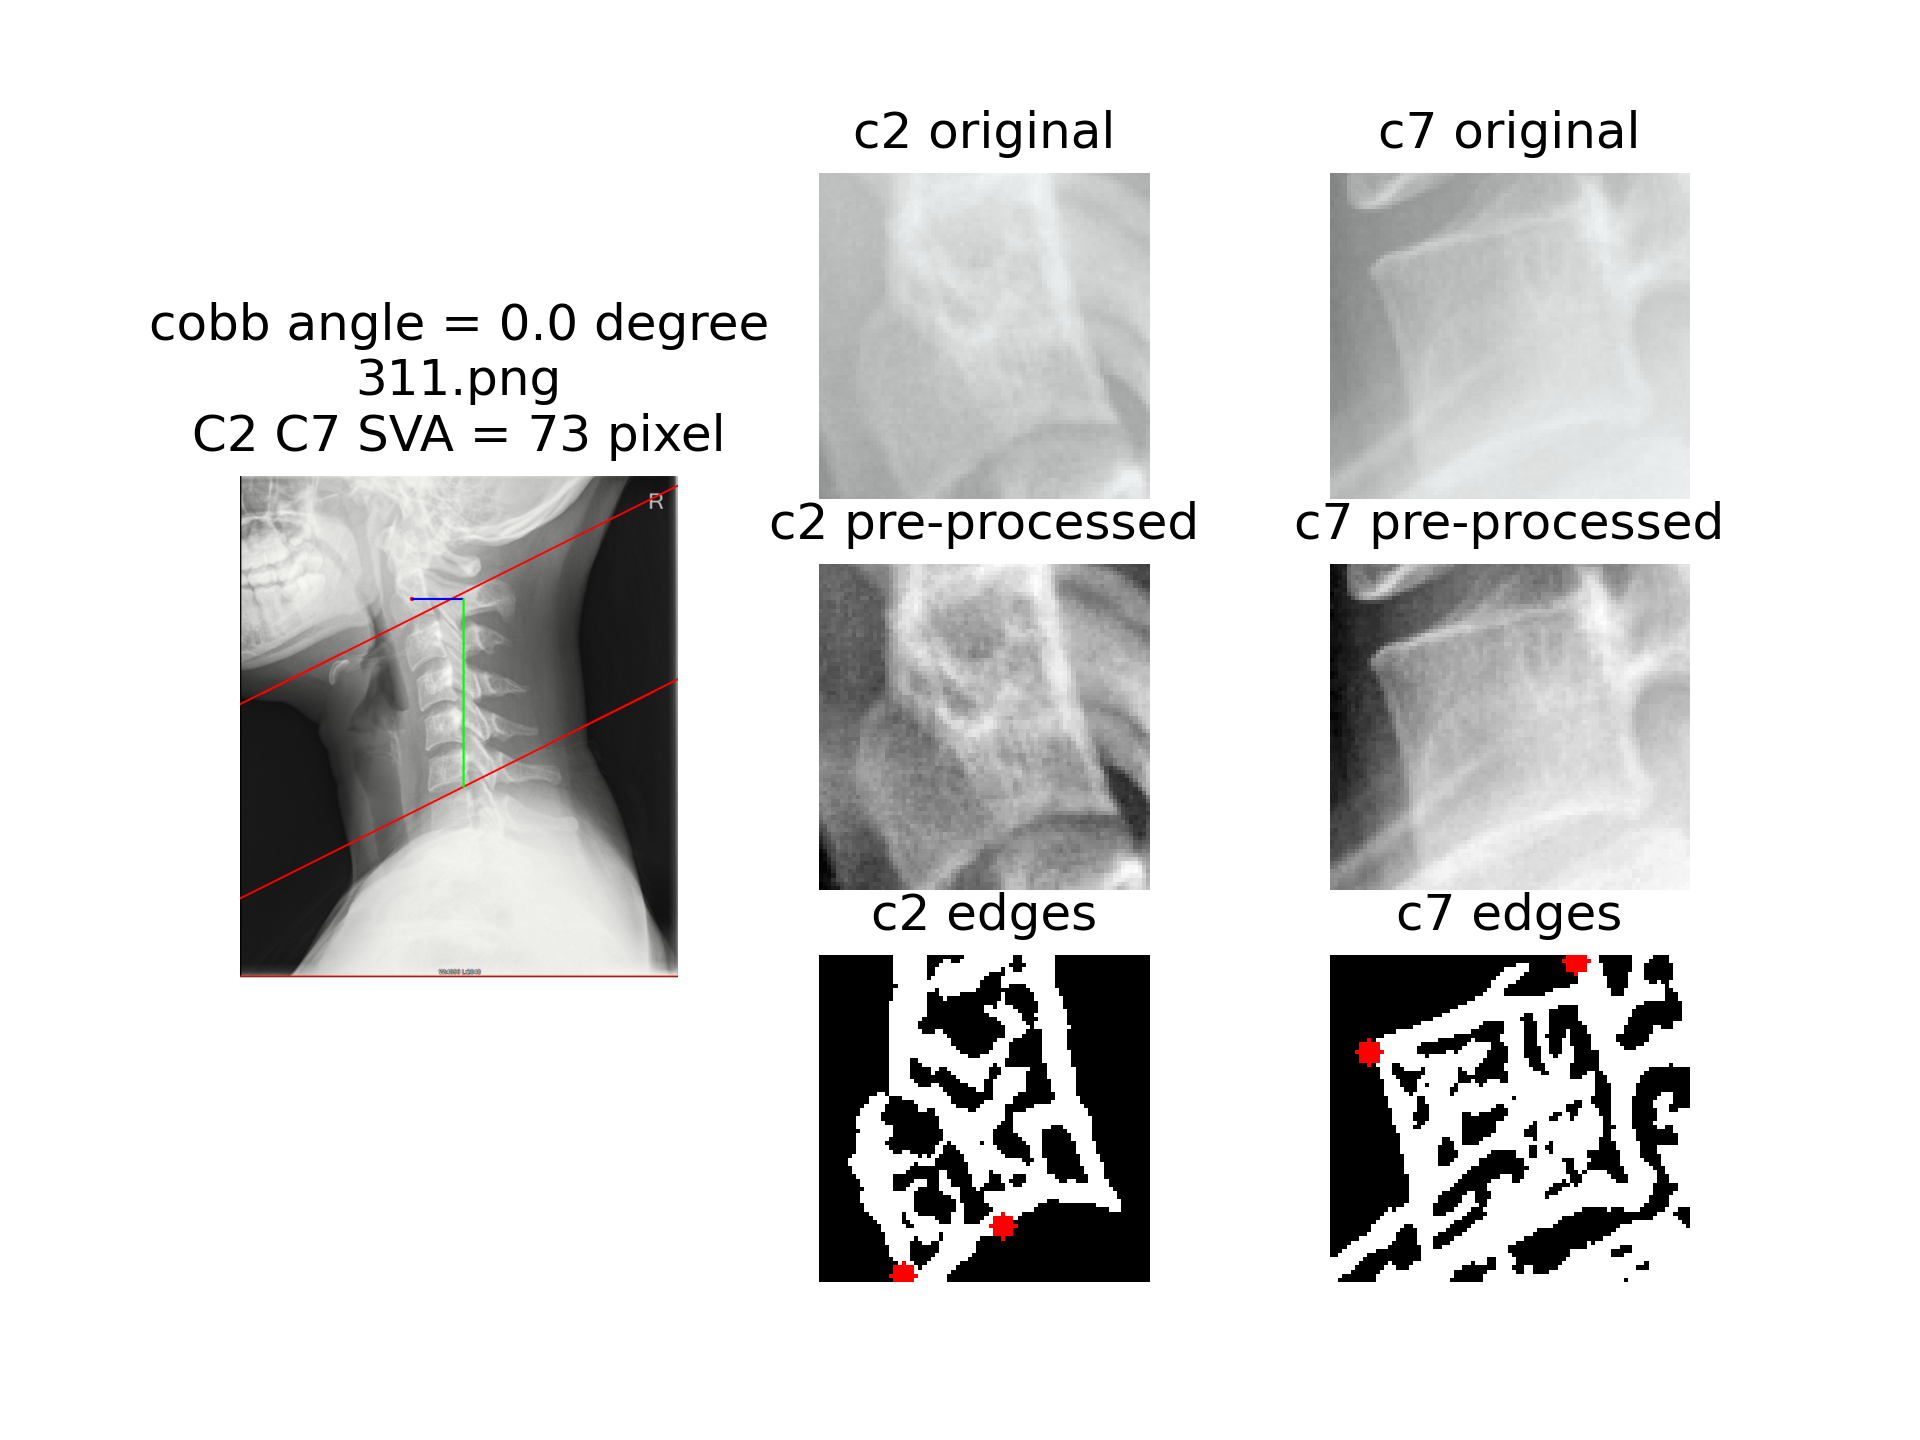 cobb angle = 0.0 degree
311.png
C2 C7 SVA = 73 pixel
R
c2 original
c7 original
c2 pre-processed
c7 pre-processed
c2 edges
c7 edges